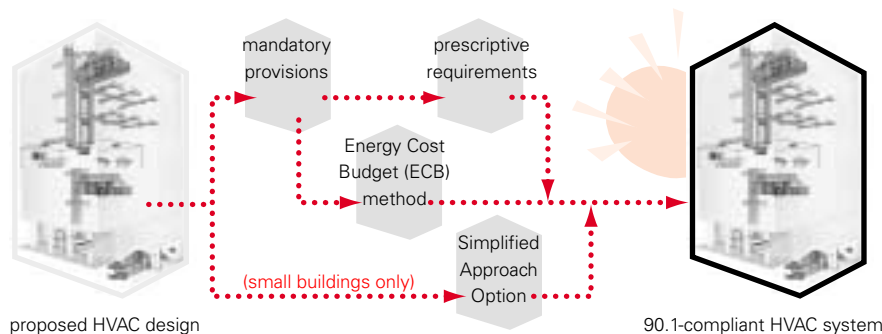 mandatory
provisions
prescriptive
requirements
Energy Cost
Budget (ECB)
method
Simplified
Approach
Option
(small buildings only)
proposed HVAC design
90.1-compliant HVAC system